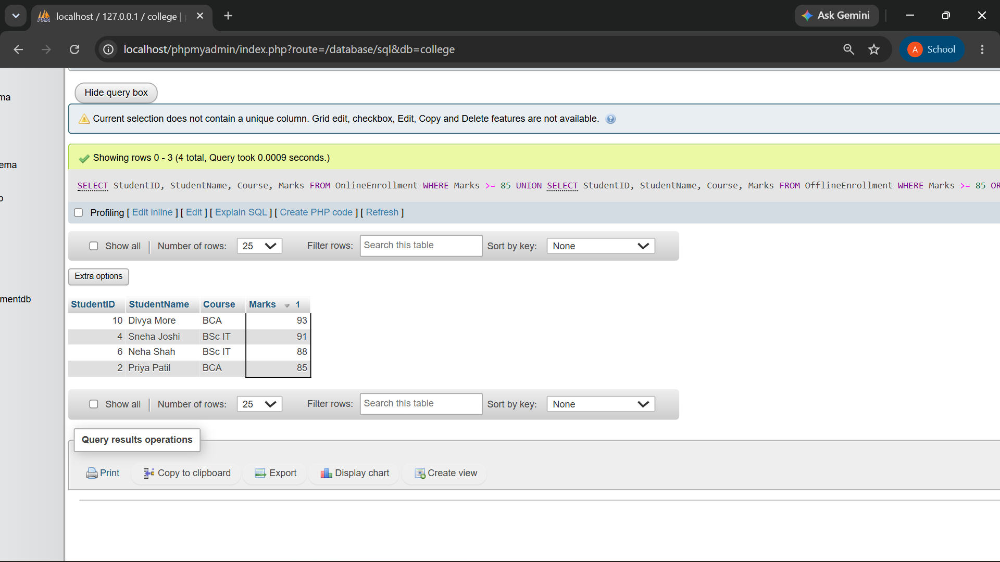 localhost / 127.0.0.1 / college |
Ask Gemini
localhost/phpmyadmin/index.php?route=/database/sql&db=college
A School
ma
ema
mentdb
Hide query box
Current selection does not contain a unique column. Grid edit, checkbox, Edit, Copy and Delete features are not available.
Showing rows 0 - 3 (4 total, Query took 0.0009 seconds.)
SELECT StudentID, StudentName, Course, Marks FROM OnlineEnrollment WHERE Marks >= 85 UNION SELECT StudentID, StudentName, Course, Marks FROM OfflineEnrollment WHERE Marks >= 85 OR
Profiling [ Edit inline ] [ Edit ] [ Explain SQL ] [ Create PHP code ] [ Refresh ]
Show all | Number of rows: 25 Filter rows: Search this table Sort by key: None
Extra options
StudentID StudentName Course Marks 1
10 Divya More BCA 93
4 Sneha Joshi BSc IT 91
6 Neha Shah BSc IT 88
2 Priya Patil BCA 85
Show all | Number of rows: 25 Filter rows: Search this table Sort by key: None
Query results operations
Print Copy to clipboard Export Display chart Create view